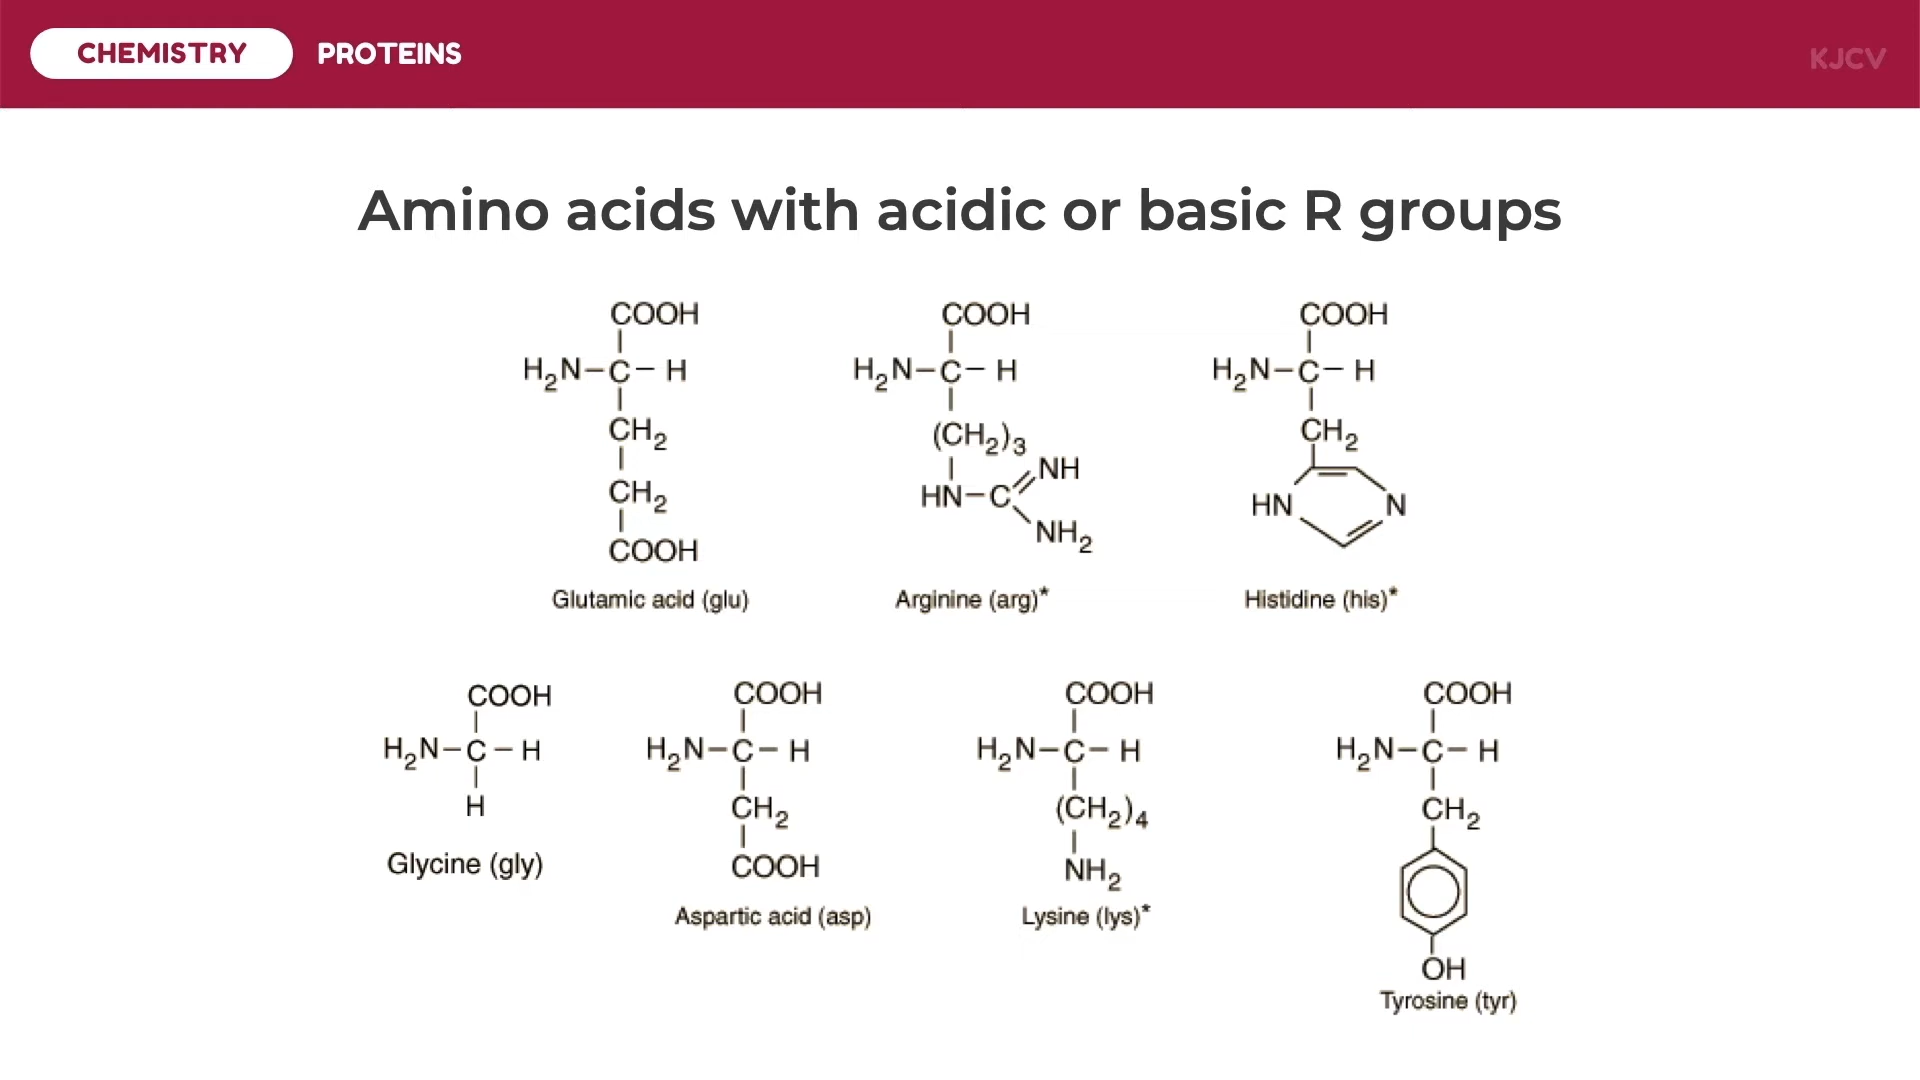 CHEMISTRY PROTEINS KJCV
Amino acids with acidic or basic R groups
COOH COOH COOH
H₂N–C–H H₂N–C–H H₂N–C–H
CH₂ (CH₂)₃ CH₂
NH
CH₂ HN–C HN N
NH₂
COOH
Glutamic acid (glu) Arginine (arg)* Histidine (his)*
COOH COOH COOH COOH
H₂N–C–H H₂N–C–H H₂N–C–H H₂N–C–H
H CH₂ (CH₂)₄ CH₂
Glycine (gly) COOH NH₂
Aspartic acid (asp) Lysine (lys)*
OH
Tyrosine (tyr)